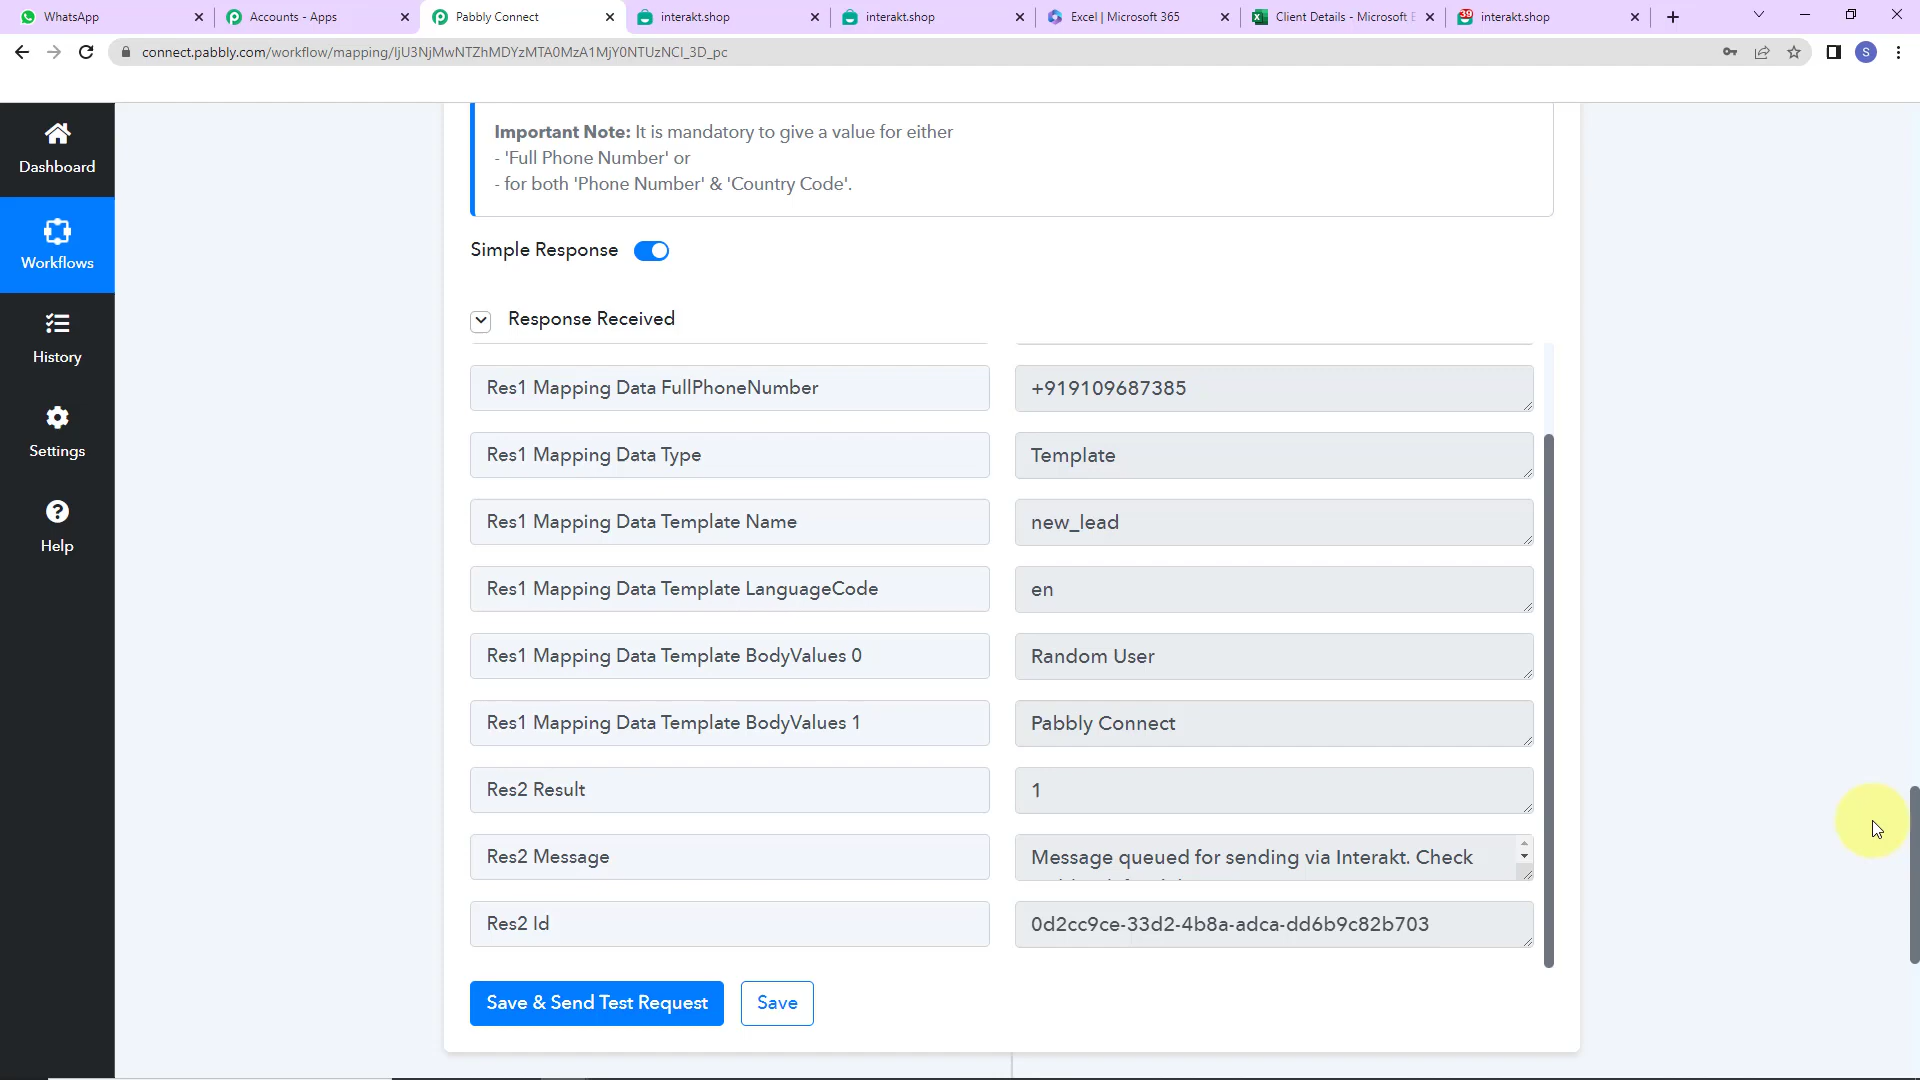 WhatsApp
Accounts - Apps
Pabbly Connect
interakt.shop
interakt.shop
Excel | Microsoft 365
Client Details - Microsoft E
39
interakt.shop
connect.pabbly.com/workflow/mapping/IjU3NjMwNTZhMDYzMTA0MzA1MjY0NTUzNCI_3D_pc
S
Dashboard
Workflows
History
Settings
Help
Important Note: It is mandatory to give a value for either
- 'Full Phone Number' or
- for both 'Phone Number' & 'Country Code'.
Simple Response
Response Received
Res1 Mapping Data FullPhoneNumber
+919109687385
Res1 Mapping Data Type
Template
Res1 Mapping Data Template Name
new_lead
Res1 Mapping Data Template LanguageCode
en
Res1 Mapping Data Template BodyValues 0
Random User
Res1 Mapping Data Template BodyValues 1
Pabbly Connect
Res2 Result
1
Res2 Message
Message queued for sending via Interakt. Check
Res2 Id
0d2cc9ce-33d2-4b8a-adca-dd6b9c82b703
Save & Send Test Request
Save